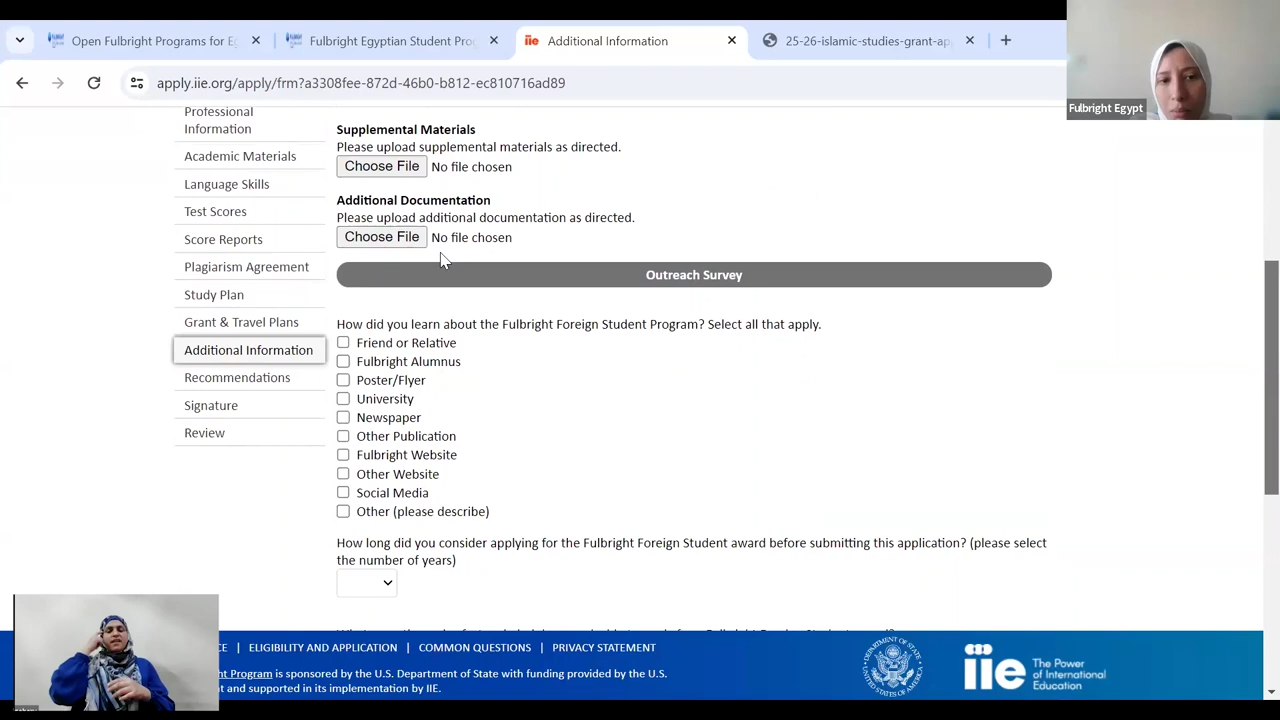 Open Fulbright Programs for E
Fulbright Egyptian Student Pro
iie Additional Information
25-26-islamic-studies-grant-ap
apply.iie.org/apply/frm?a3308fee-872d-46b0-b812-ec810716ad89
Fulbright Egypt
Professional
Information
Academic Materials
Language Skills
Test Scores
Score Reports
Plagiarism Agreement
Study Plan
Grant & Travel Plans
Additional Information
Recommendations
Signature
Review
Supplemental Materials
Please upload supplemental materials as directed.
Choose File No file chosen
Additional Documentation
Please upload additional documentation as directed.
Choose File No file chosen
Outreach Survey
How did you learn about the Fulbright Foreign Student Program? Select all that apply.
Friend or Relative
Fulbright Alumnus
Poster/Flyer
University
Newspaper
Other Publication
Fulbright Website
Other Website
Social Media
Other (please describe)
How long did you consider applying for the Fulbright Foreign Student award before submitting this application? (please select
the number of years)
CE | ELIGIBILITY AND APPLICATION | COMMON QUESTIONS | PRIVACY STATEMENT
ght Program is sponsored by the U.S. Department of State with funding provided by the U.S.
nt and supported in its implementation by IIE.
iie The Power
of International
Education